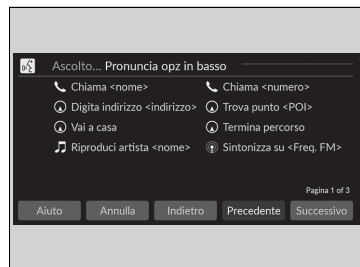 Ascolto... Pronuncia opz in basso
Chiama <nome> Chiama <numero>
Digita indirizzo <indirizzo> Trova punto <POI>
Vai a casa Termina percorso
Riproduci artista <nome> Sintonizza su <Freq. FM>
Pagina 1 of 3
Aiuto Annulla Indietro Precedente Successivo